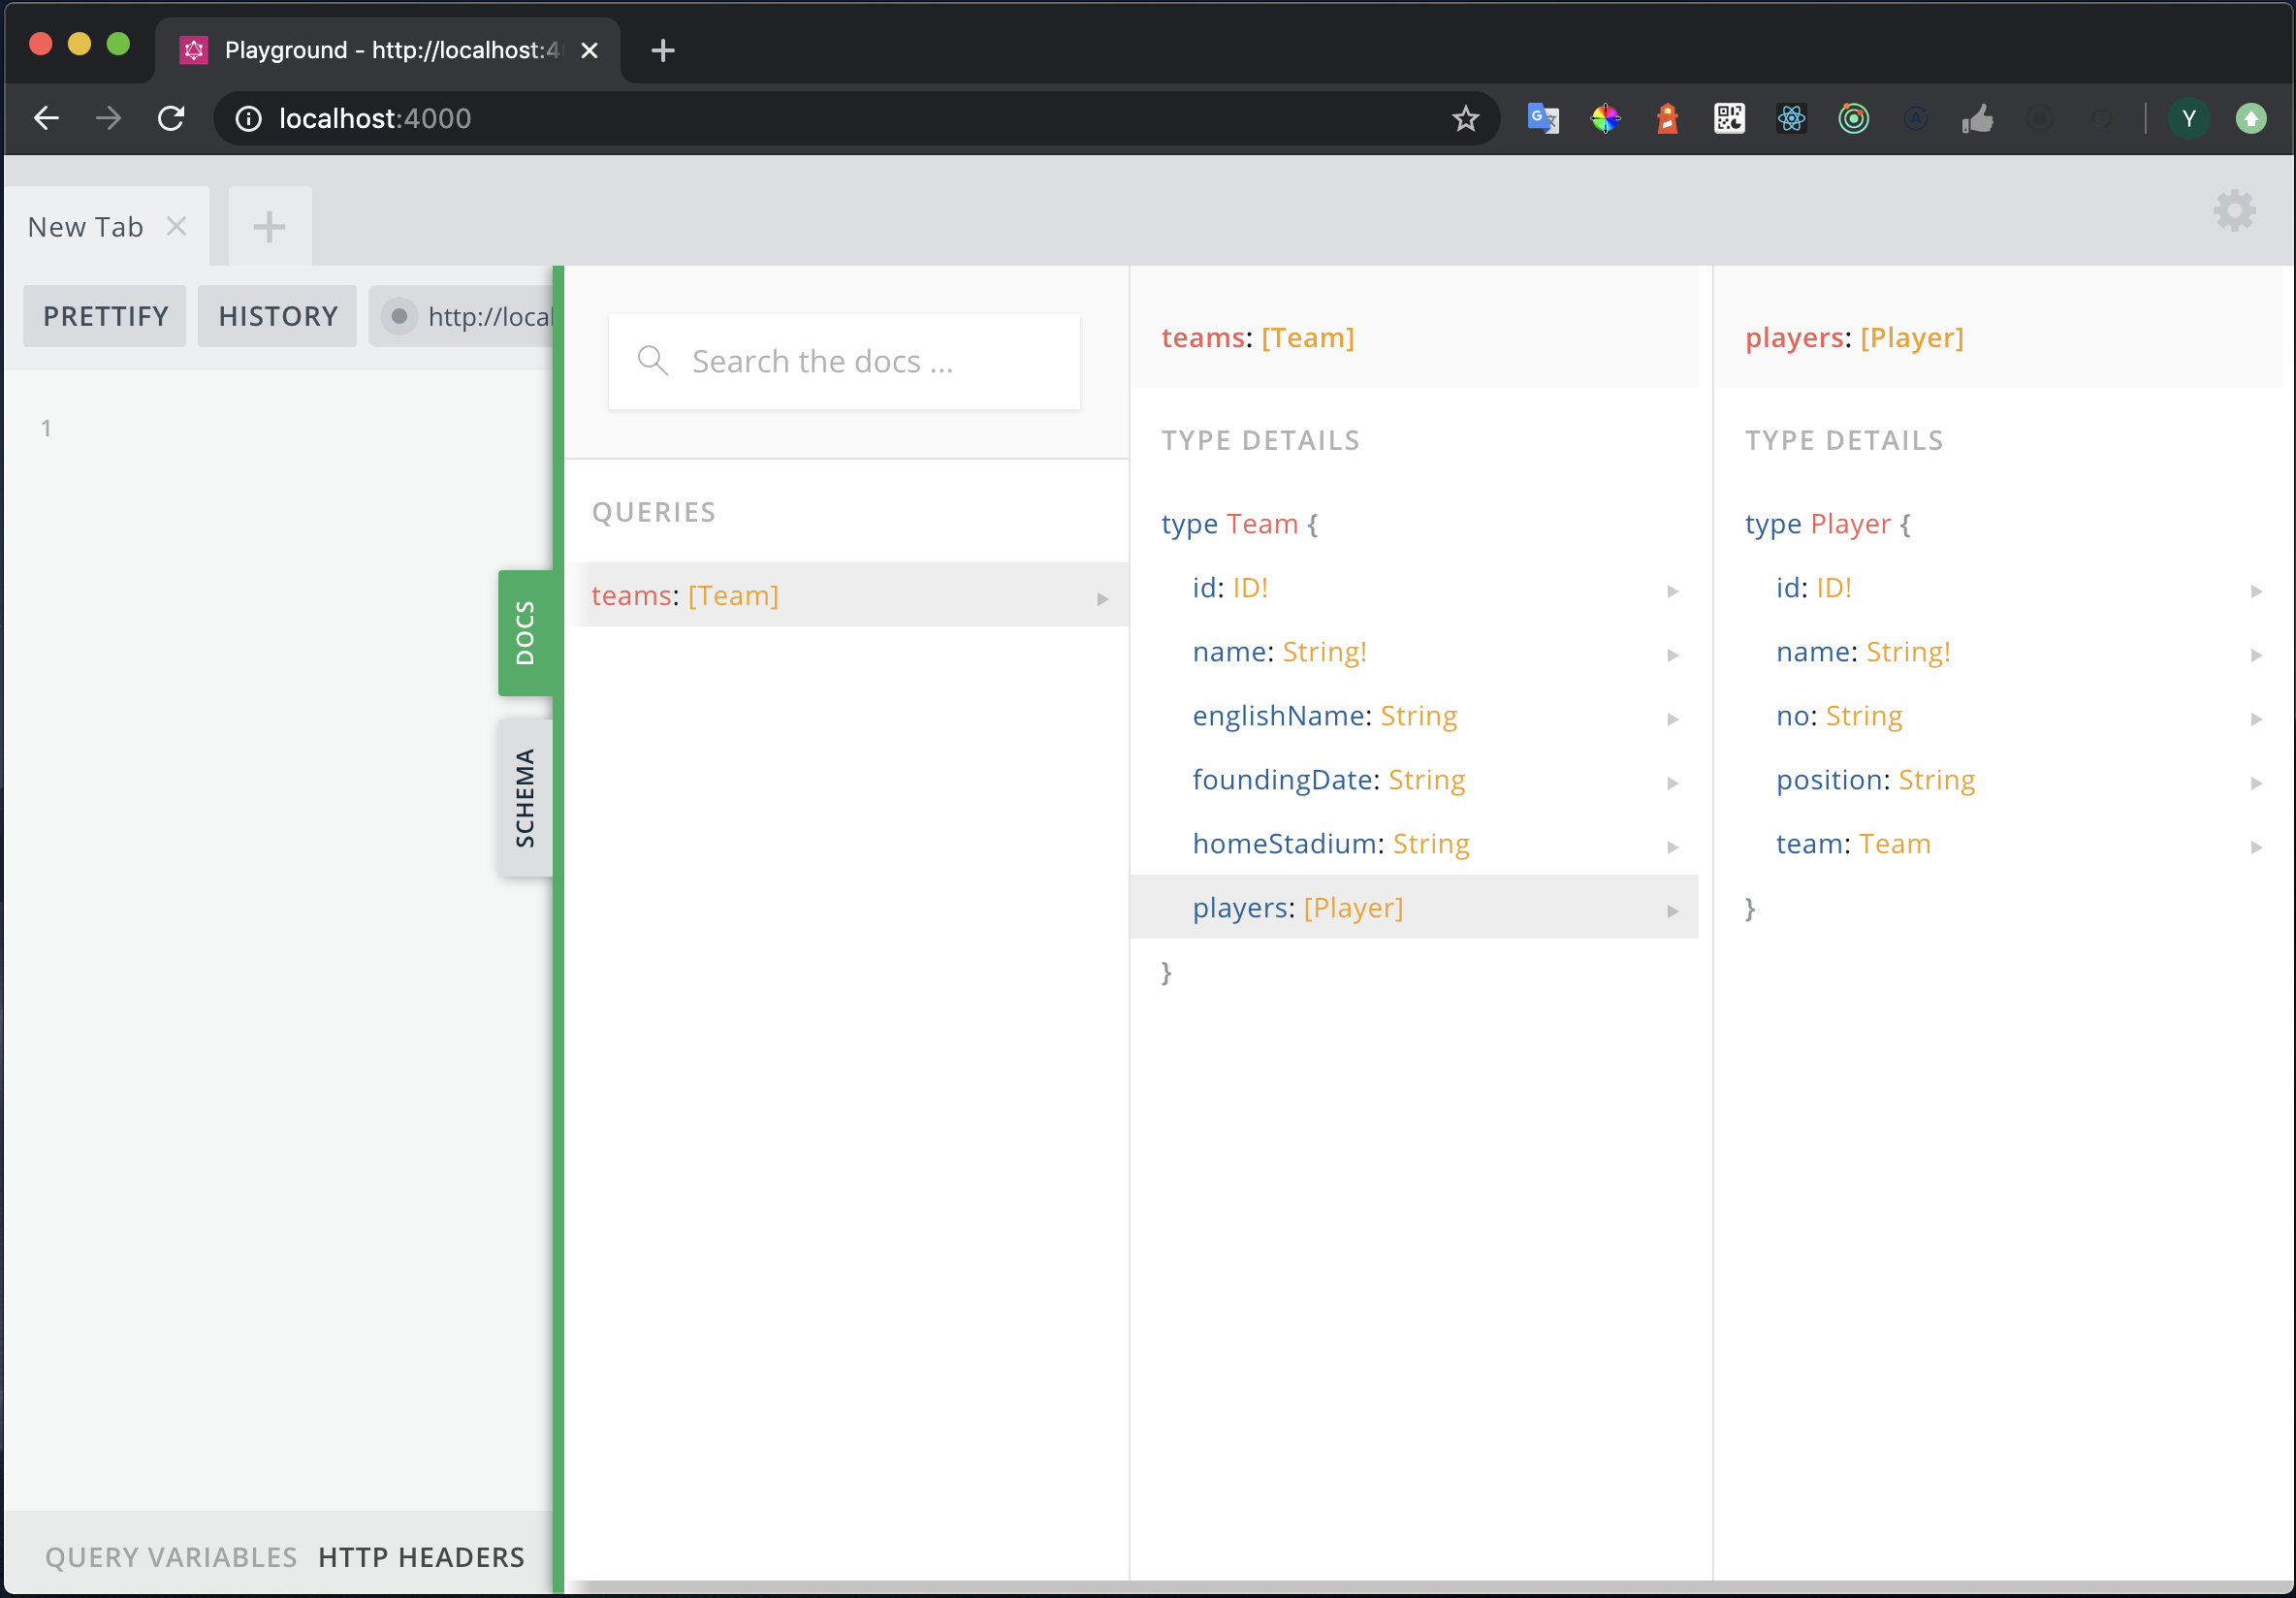 Playground - http://localhost:4
localhost:4000
Y
New Tab
PRETTIFY
HISTORY
http://local
1
DOCS
SCHEMA
QUERY VARIABLES
HTTP HEADERS
Search the docs ...
QUERIES
teams: [Team]
teams: [Team]
TYPE DETAILS
type Team {
id: ID!
name: String!
englishName: String
foundingDate: String
homeStadium: String
players: [Player]
}
players: [Player]
TYPE DETAILS
type Player {
id: ID!
name: String!
no: String
position: String
team: Team
}